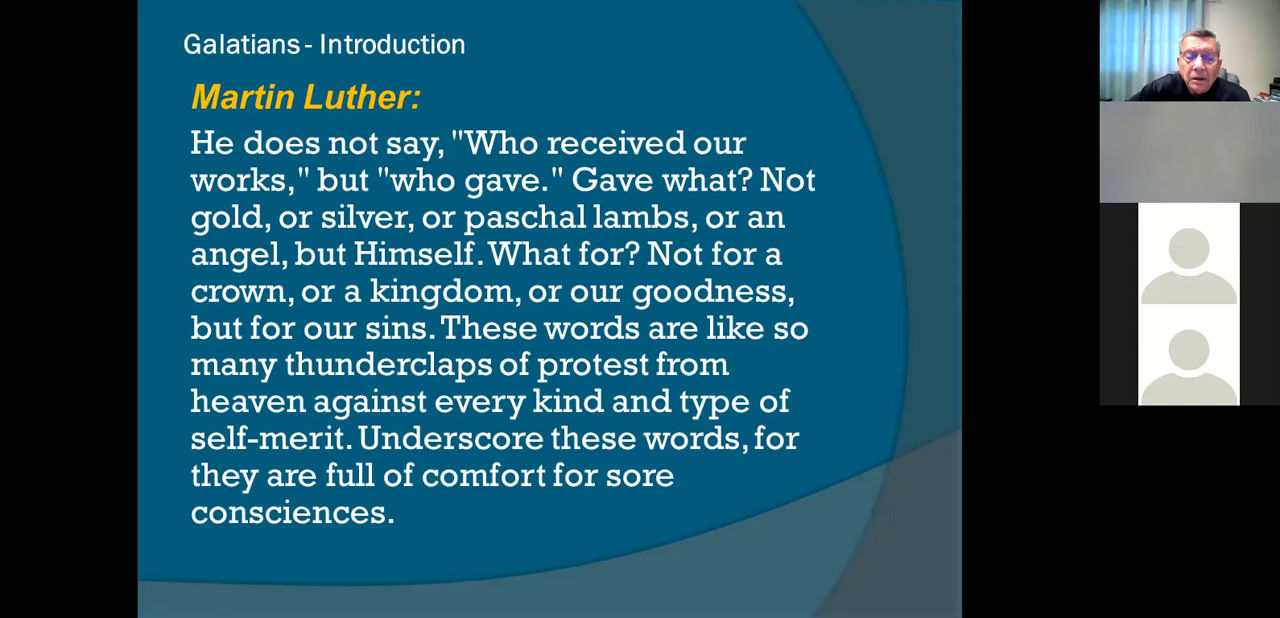 Galatians - Introduction
Martin Luther:
He does not say, "Who received our
works," but "who gave." Gave what? Not
gold, or silver, or paschal lambs, or an
angel, but Himself. What for? Not for a
crown, or a kingdom, or our goodness,
but for our sins. These words are like so
many thunderclaps of protest from
heaven against every kind and type of
self-merit. Underscore these words, for
they are full of comfort for sore
consciences.